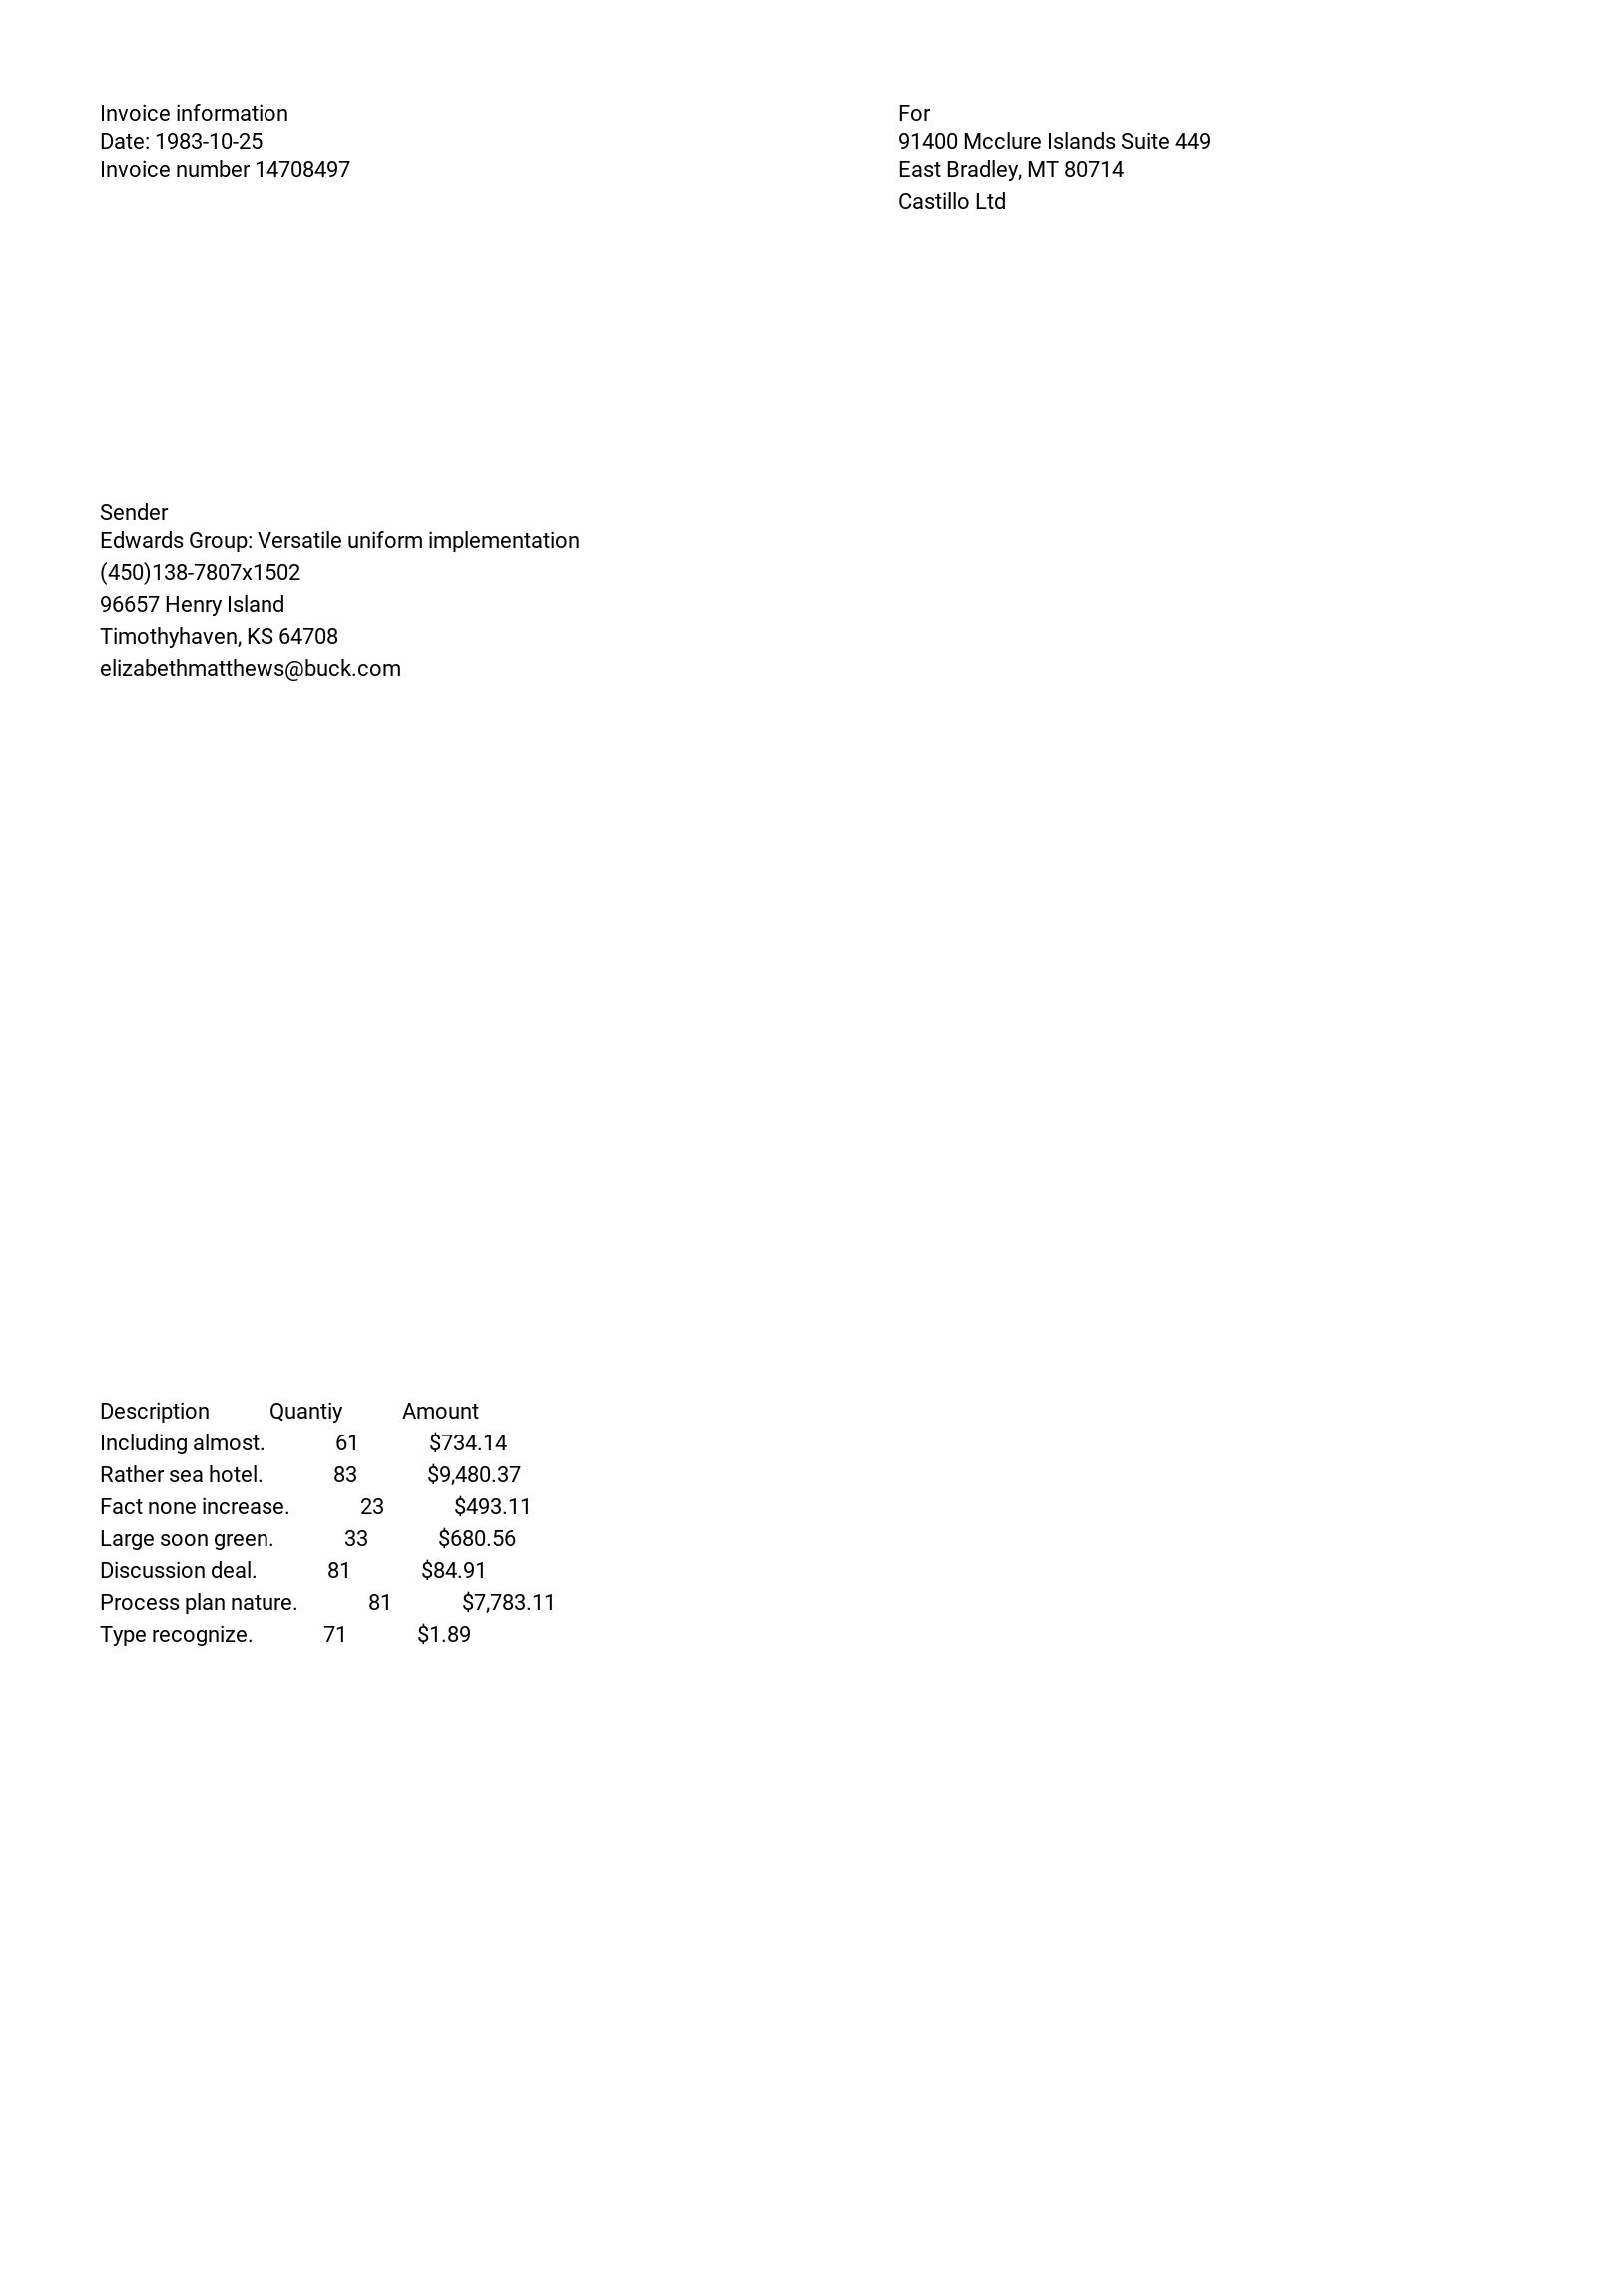 Invoice information
Date: 1983-10-25
Invoice number 14708497
For
91400 Mcclure Islands Suite 449
East Bradley, MT 80714
Castillo Ltd
Sender
Edwards Group: Versatile uniform implementation
(450)138-7807x1502
96657 Henry Island
Timothyhaven, KS 64708
elizabethmatthews@buck.com
Description Quantiy Amount
Including almost. 61 $734.14
Rather sea hotel. 83 $9,480.37
Fact none increase. 23 $493.11
Large soon green. 33 $680.56
Discussion deal. 81 $84.91
Process plan nature. 81 $7,783.11
Type recognize. 71 $1.89